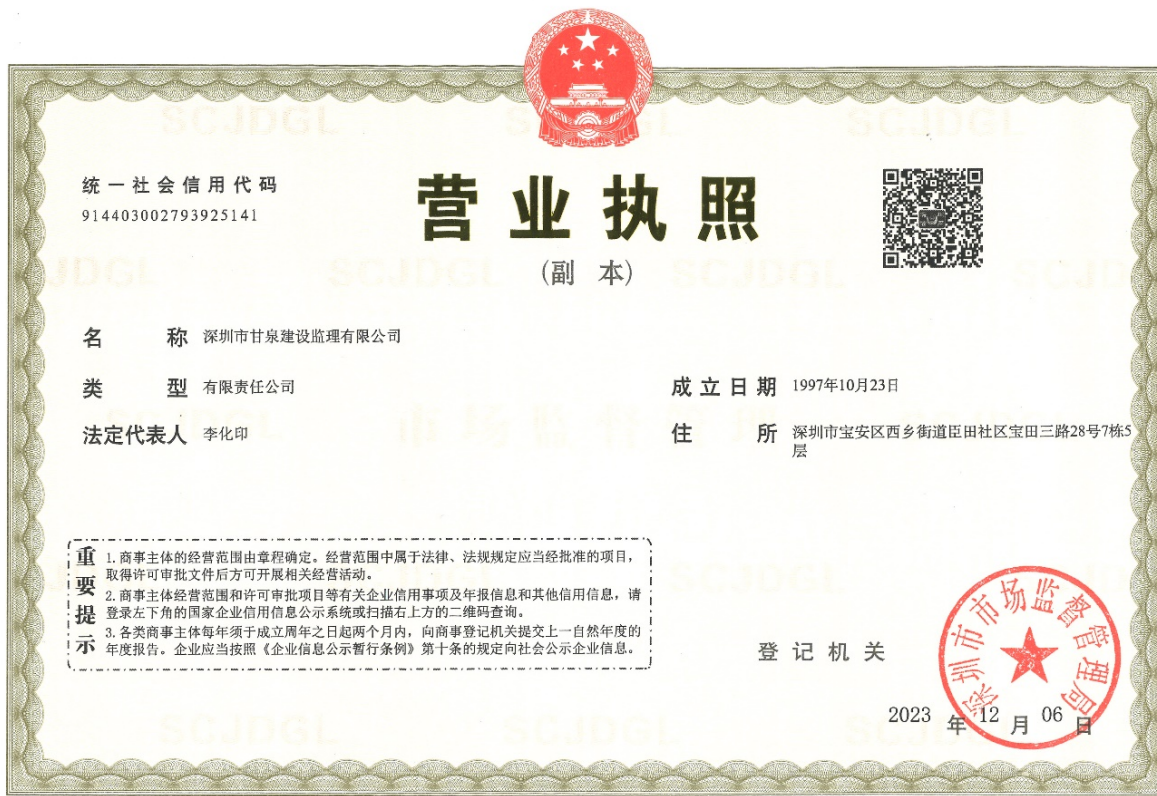 统一社会信用代码
914403002793925141
营业执照
(副 本)
名 称 深圳市甘泉建设监理有限公司
类 型 有限责任公司
成立日期 1997年10月23日
法定代表人 李化印
住 所 深圳市宝安区西乡街道臣田社区宝田三路28号7栋5
层
重要提示
1.商事主体的经营范围由章程确定。经营范围中属于法律、法规规定应当经批准的项目,
取得许可审批文件后方可开展相关经营活动。
2.商事主体经营范围和许可审批项目等有关企业信用事项及年报信息和其他信用信息,请
登录左下角的国家企业信用信息公示系统或扫描右上方的二维码查询。
3.各类商事主体每年须于成立周年之日起两个月内,向商事登记机关提交上一自然年度的
年度报告。企业应当按照《企业信息公示暂行条例》第十条的规定向社会公示企业信息。
登记机关
深圳市市场监督管理局
2023 年 12 月 06 日
SCJDGL
市场监督管理